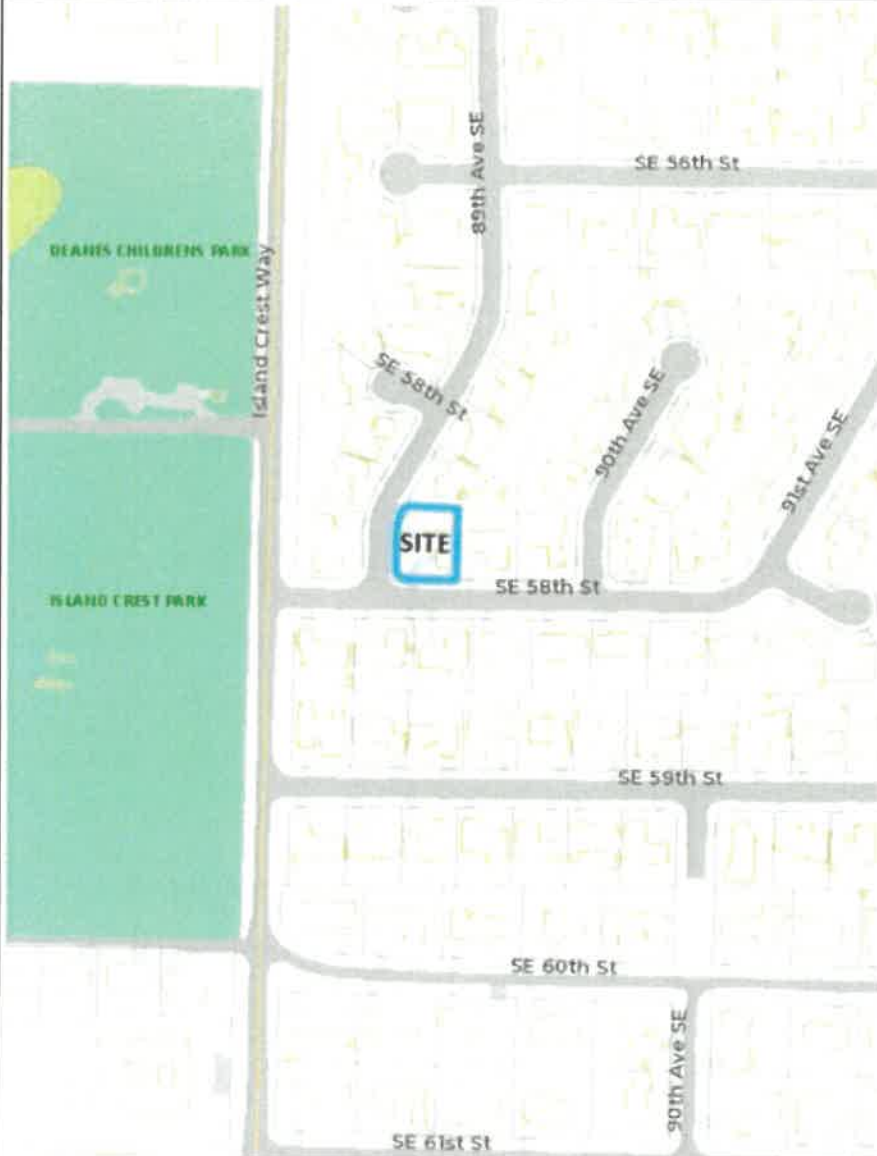 89th Ave SE
SE 56th St
DEANES CHILDRENS PARK
Island Crest Way
SE 58th St
90th Ave SE
91st Ave SE
SITE
SE 58th St
ISLAND CREST PARK
SE 59th St
SE 60th St
90th Ave SE
SE 61st St